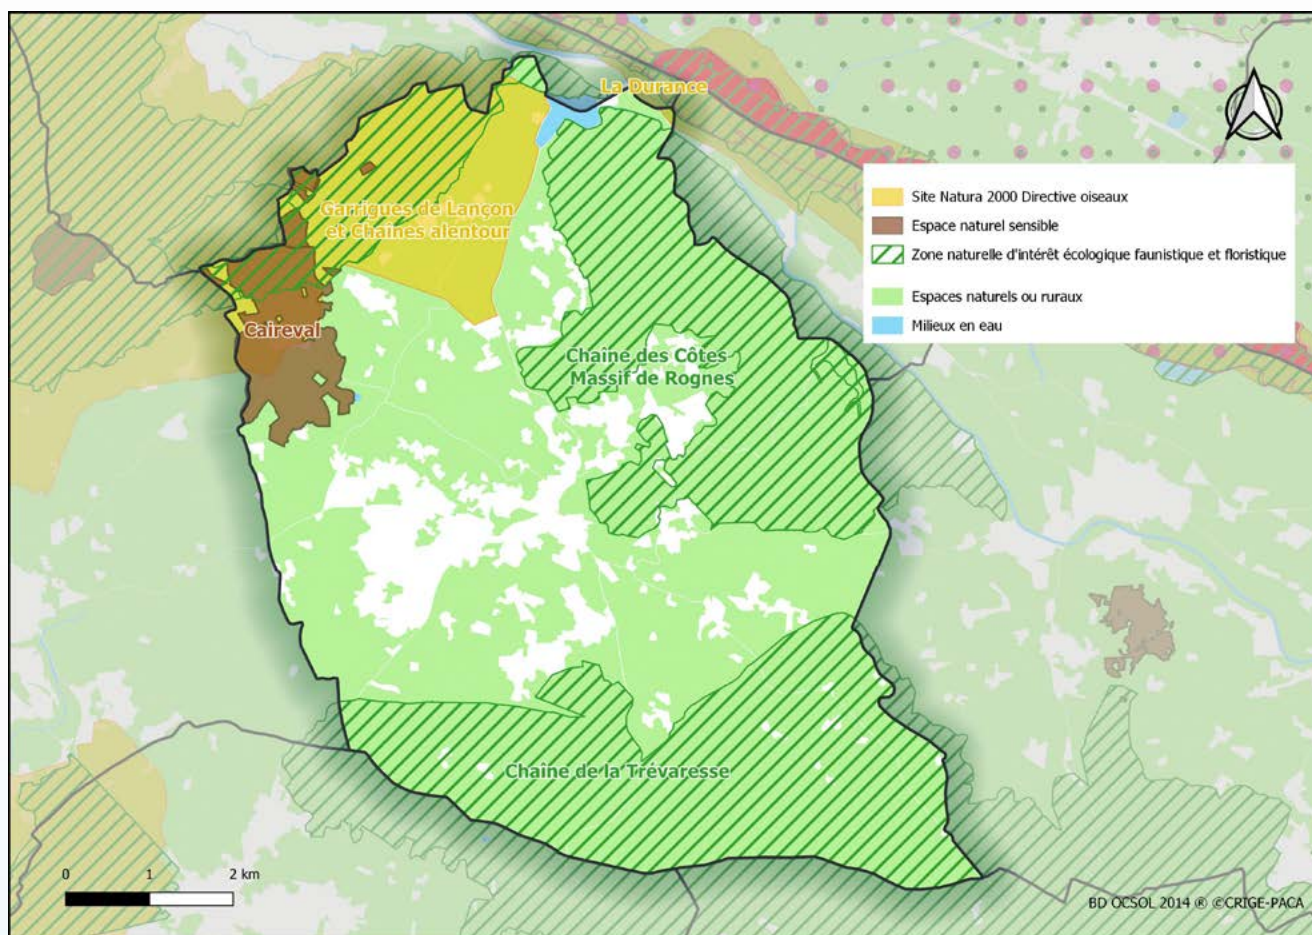 La Durance
Site Natura 2000 Directive oiseaux
Espace naturel sensible
Zone naturelle d'intérêt écologique faunistique et floristique
Espaces naturels ou ruraux
Milieux en eau
Garrigues de Lançon
et Chaînes alentour
Caireval
Chaîne des Côtes
Massif de Rognes
Chaîne de la Trévaresse
0 1 2 km
BD OCSOL 2014 ® ©CRIGE-PACA